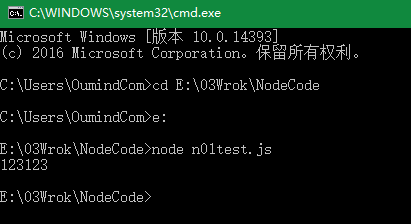 C:\WINDOWS\system32\cmd.exe
Microsoft Windows [版本 10.0.14393]
(c) 2016 Microsoft Corporation。保留所有权利。
C:\Users\OumindCom>cd E:\03Wrok\NodeCode
C:\Users\OumindCom>e:
E:\03Wrok\NodeCode>node n01test.js
123123
E:\03Wrok\NodeCode>